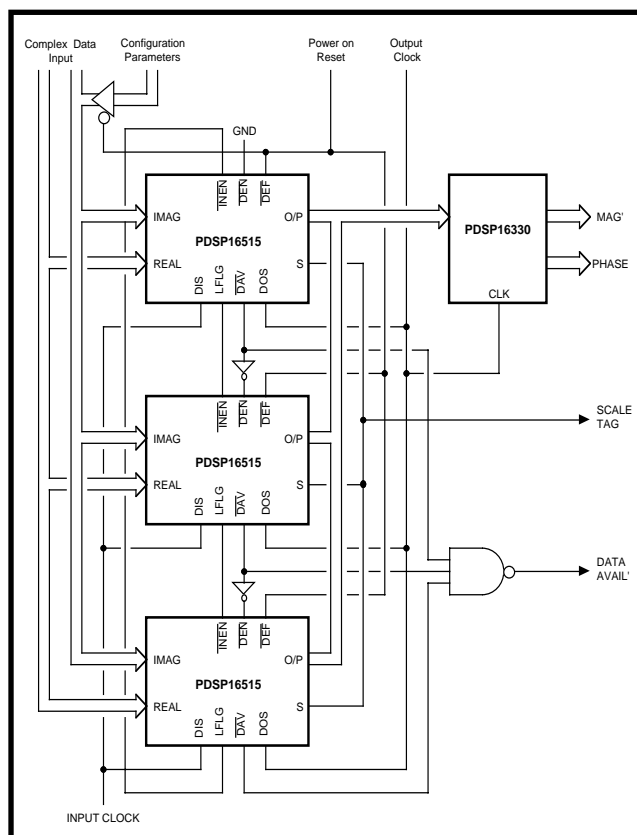 Complex Data
Input
Configuration
Parameters
Power on
Reset
Output
Clock
GND
INEN
DEN
DEF
IMAG
REAL
PDSP16515
O/P
S
DIS
LFLG
DAV
DOS
PDSP16330
CLK
MAG'
PHASE
INEN
DEN
DEF
IMAG
REAL
PDSP16515
O/P
S
DIS
LFLG
DAV
DOS
SCALE
TAG
DATA
AVAIL'
INEN
DEN
DEF
IMAG
REAL
PDSP16515
O/P
S
DIS
LFLG
DAV
DOS
INPUT CLOCK